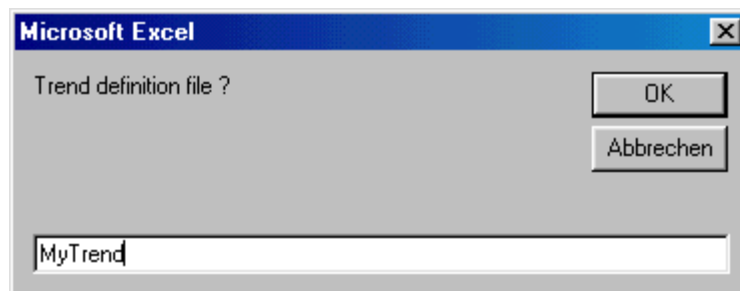 Microsoft Excel
Trend definition file ?
OK
Abbrechen
MyTrend